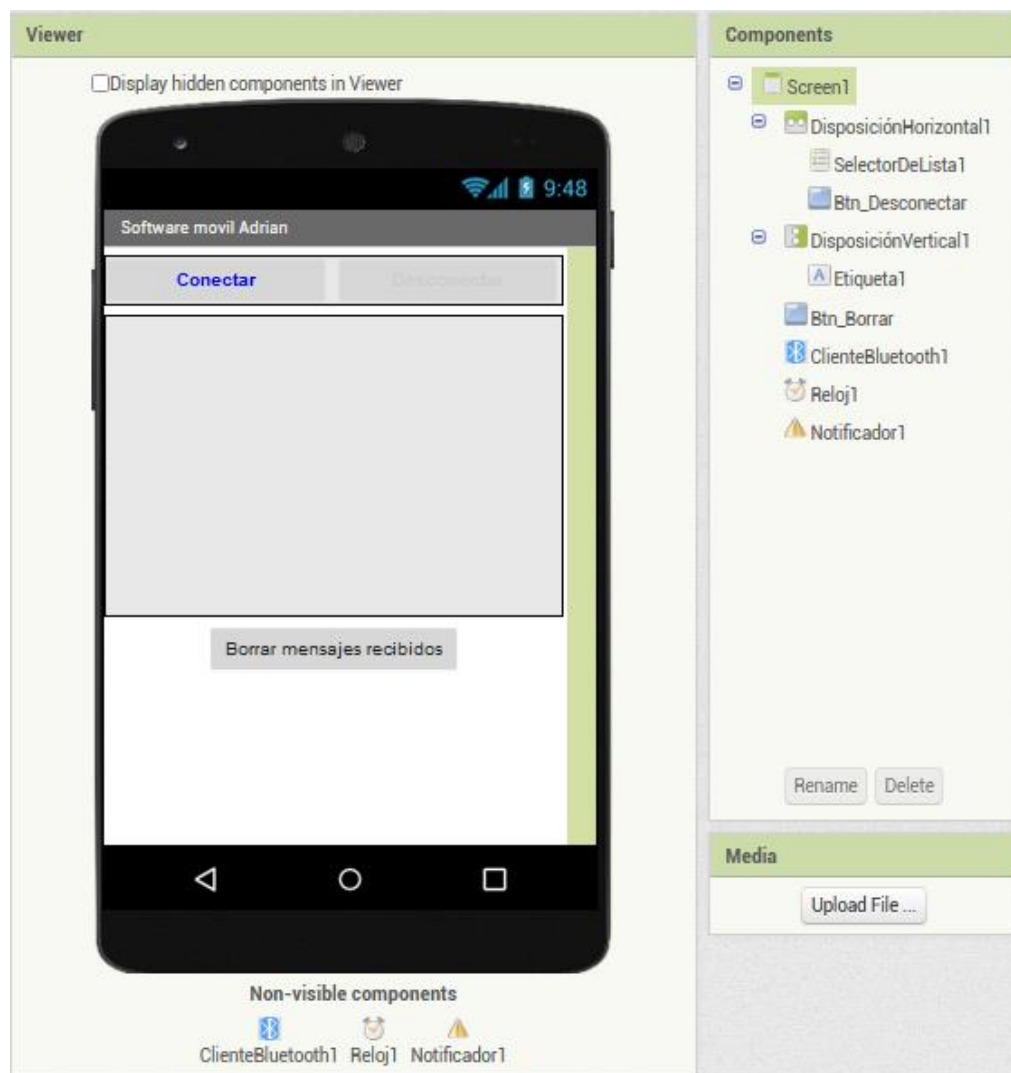 Viewer
Display hidden components in Viewer
9:48
Software movil Adrian
Conectar
Desconectar
Borrar mensajes recibidos
Non-visible components
ClienteBluetooth1 Reloj1 Notificador1
Components
Screen1
DisposiciónHorizontal1
SelectorDeLista1
Btn_Desconectar
DisposiciónVertical1
Etiqueta1
Btn_Borrar
ClienteBluetooth1
Reloj1
Notificador1
Rename Delete
Media
Upload File ...